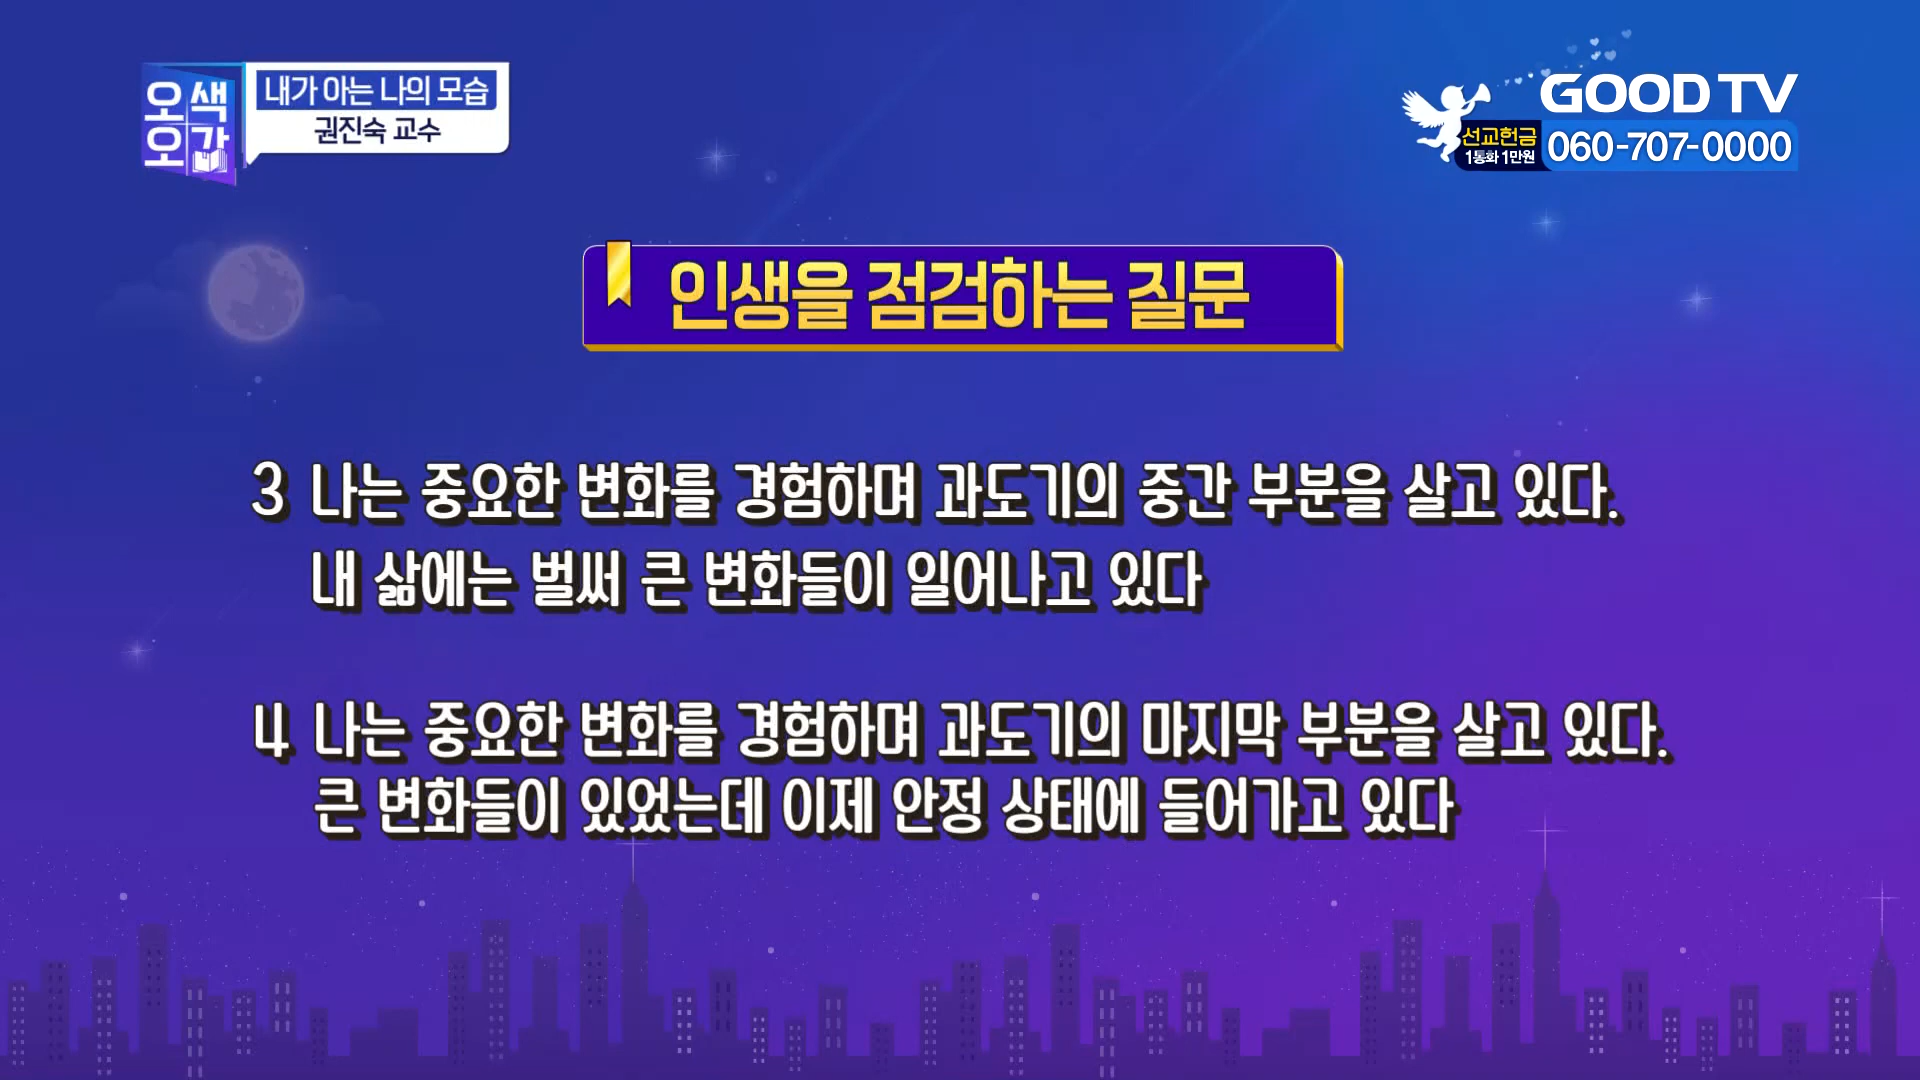 오색
오가
내가 아는 나의 모습
권진숙 교수
GOOD TV
선교헌금
1통화 1만원
060-707-0000
인생을 점검하는 질문
3 나는 중요한 변화를 경험하며 과도기의 중간 부분을 살고 있다.
내 삶에는 벌써 큰 변화들이 일어나고 있다
4 나는 중요한 변화를 경험하며 과도기의 마지막 부분을 살고 있다.
큰 변화들이 있었는데 이제 안정 상태에 들어가고 있다